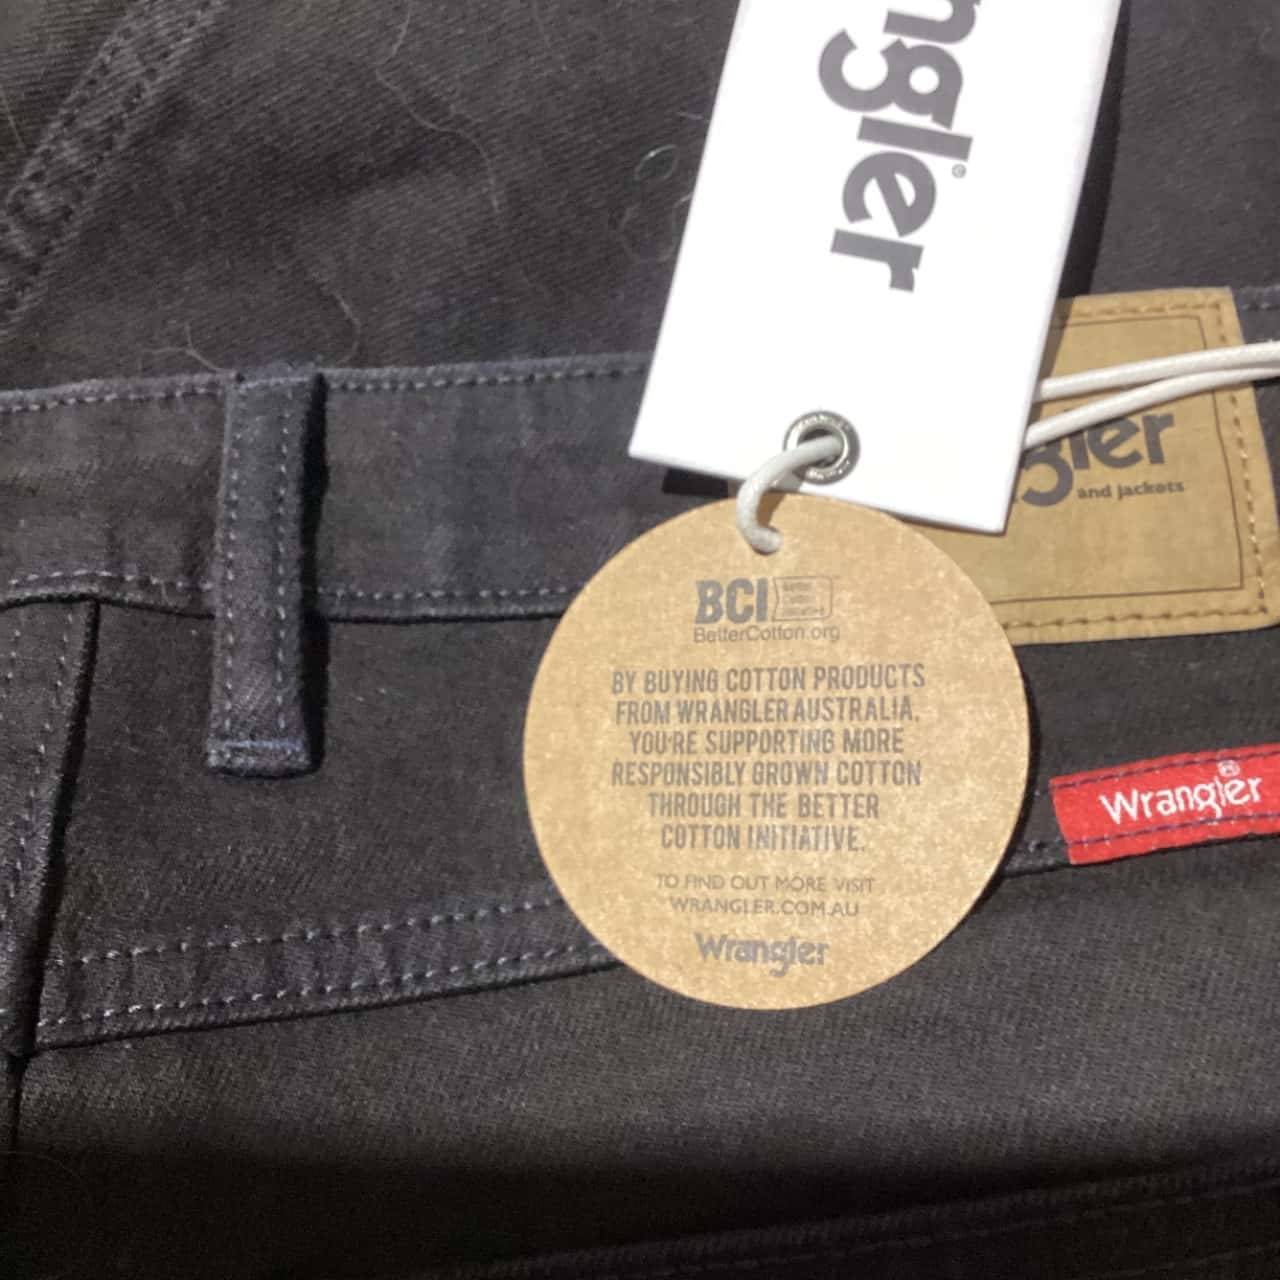 ngler®
gler
and jackets
BCI
BetterCotton.org
BY BUYING COTTON PRODUCTS
FROM WRANGLER AUSTRALIA,
YOU'RE SUPPORTING MORE
RESPONSIBLY GROWN COTTON
THROUGH THE BETTER
COTTON INITIATIVE.
TO FIND OUT MORE VISIT
WRANGLER.COM.AU
Wrangler
Wrangler®